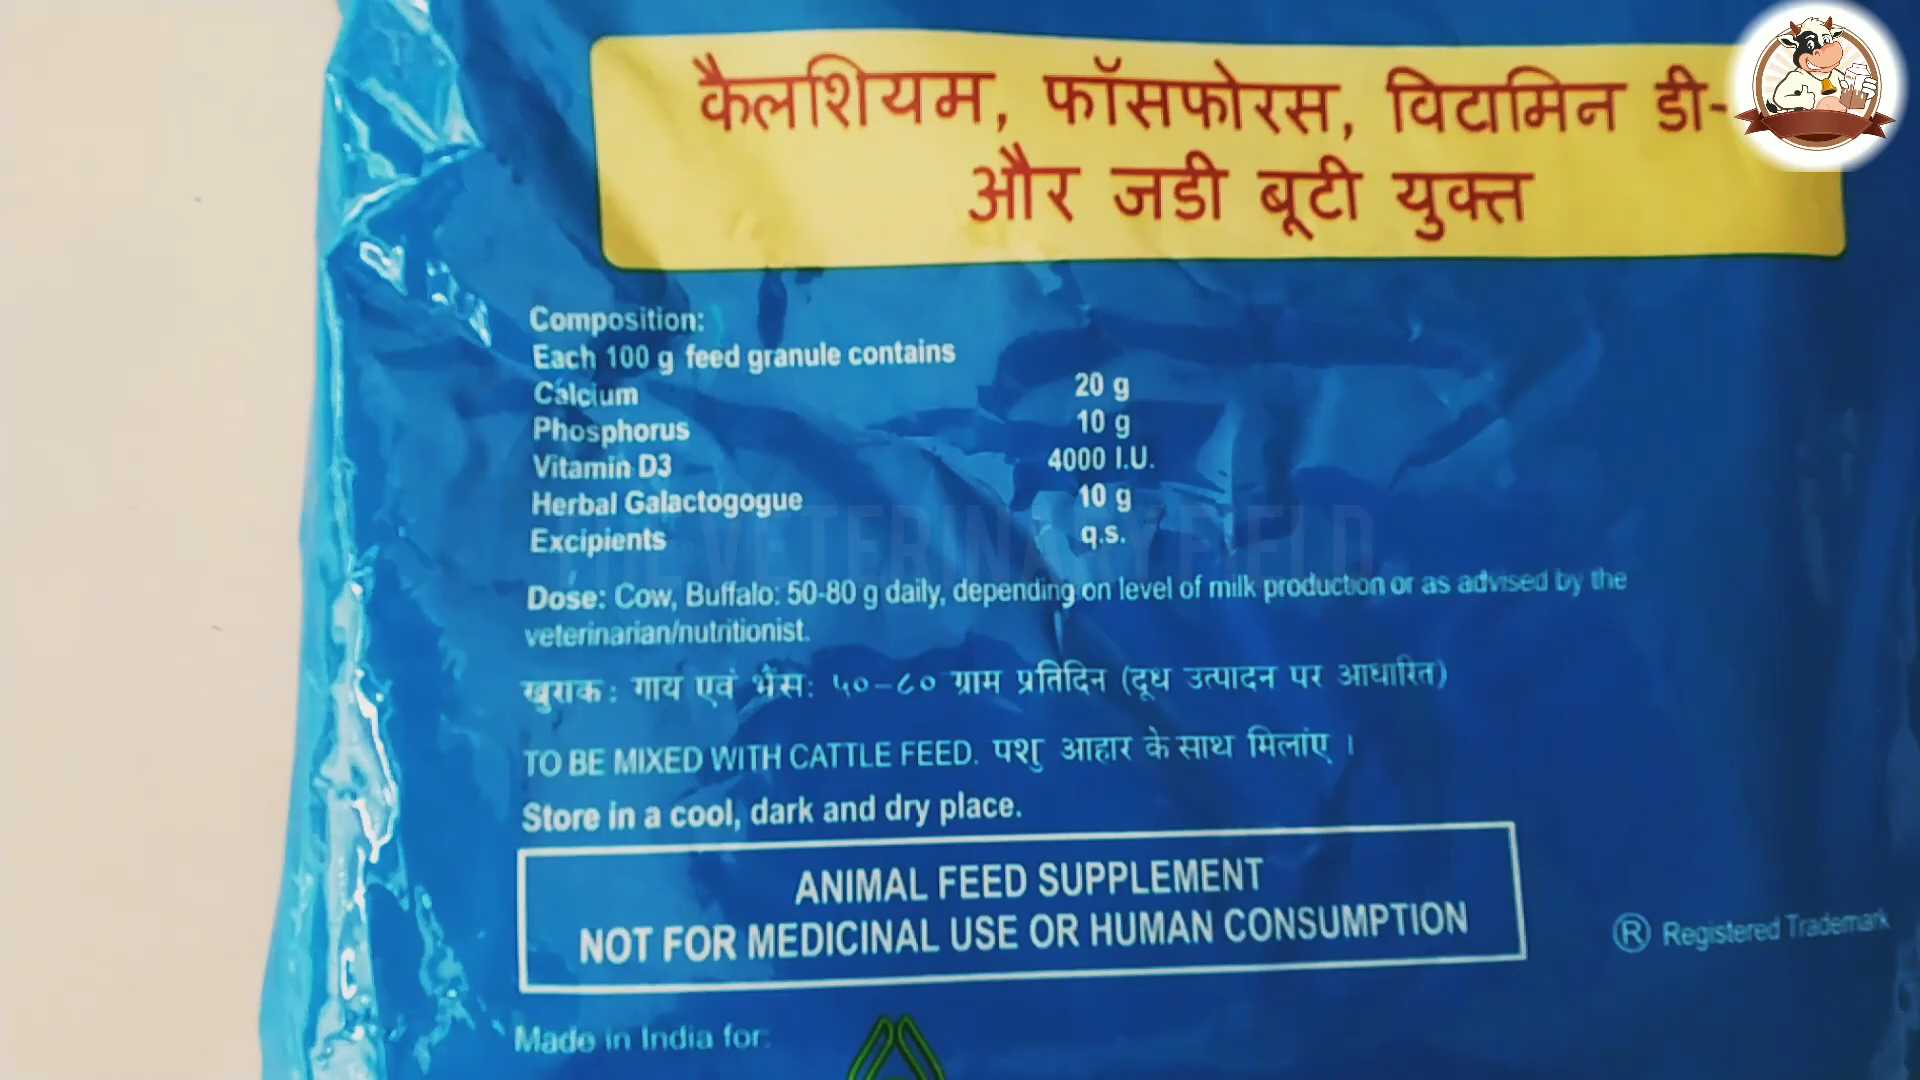 कैलशियम, फॉसफोरस, विटामिन डी-
और जडी बूटी युक्त
Composition:
Each 100 g feed granule contains
Calcium 20 g
Phosphorus 10 g
Vitamin D3 4000 I.U.
Herbal Galactogogue 10 g
Excipients q.s.
THE VETERINARY FIELD
Dose: Cow, Buffalo: 50-80 g daily, depending on level of milk production or as advised by the
veterinarian/nutritionist.
खुराक : गाय एवं भैंस: ५०-८० ग्राम प्रतिदिन (दूध उत्पादन पर आधारित)
TO BE MIXED WITH CATTLE FEED. पशु आहार के साथ मिलांए ।
Store in a cool, dark and dry place.
ANIMAL FEED SUPPLEMENT
NOT FOR MEDICINAL USE OR HUMAN CONSUMPTION
® Registered Trademark
Made in India for: